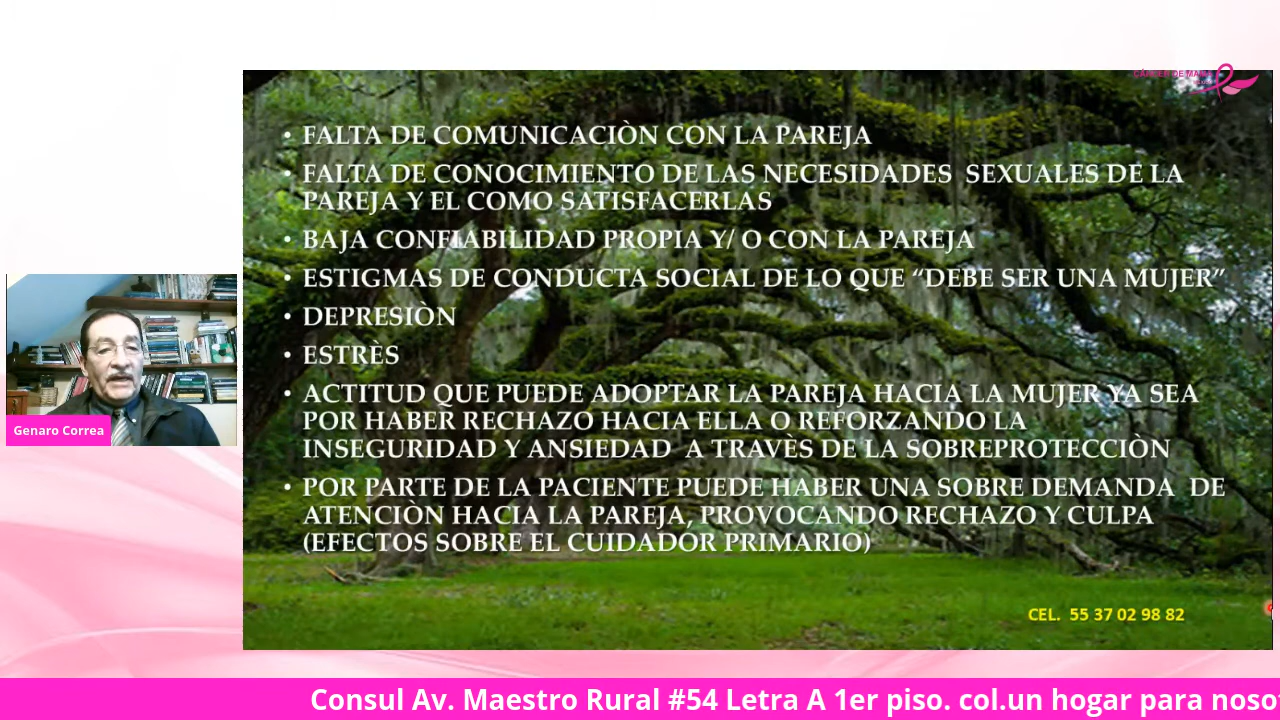 CÁNCER DE MAMA
• FALTA DE COMUNICACIÒN CON LA PAREJA
• FALTA DE CONOCIMIENTO DE LAS NECESIDADES SEXUALES DE LA
PAREJA Y EL COMO SATISFACERLAS
• BAJA CONFIABILIDAD PROPIA Y/ O CON LA PAREJA
• ESTIGMAS DE CONDUCTA SOCIAL DE LO QUE “DEBE SER UNA MUJER”
• DEPRESIÒN
• ESTRÈS
• ACTITUD QUE PUEDE ADOPTAR LA PAREJA HACIA LA MUJER YA SEA
POR HABER RECHAZO HACIA ELLA O REFORZANDO LA
INSEGURIDAD Y ANSIEDAD A TRAVÈS DE LA SOBREPROTECCIÒN
• POR PARTE DE LA PACIENTE PUEDE HABER UNA SOBRE DEMANDA DE
ATENCIÒN HACIA LA PAREJA, PROVOCANDO RECHAZO Y CULPA
(EFECTOS SOBRE EL CUIDADOR PRIMARIO)
Genaro Correa
CEL. 55 37 02 98 82
Consul Av. Maestro Rural #54 Letra A 1er piso. col.un hogar para noso